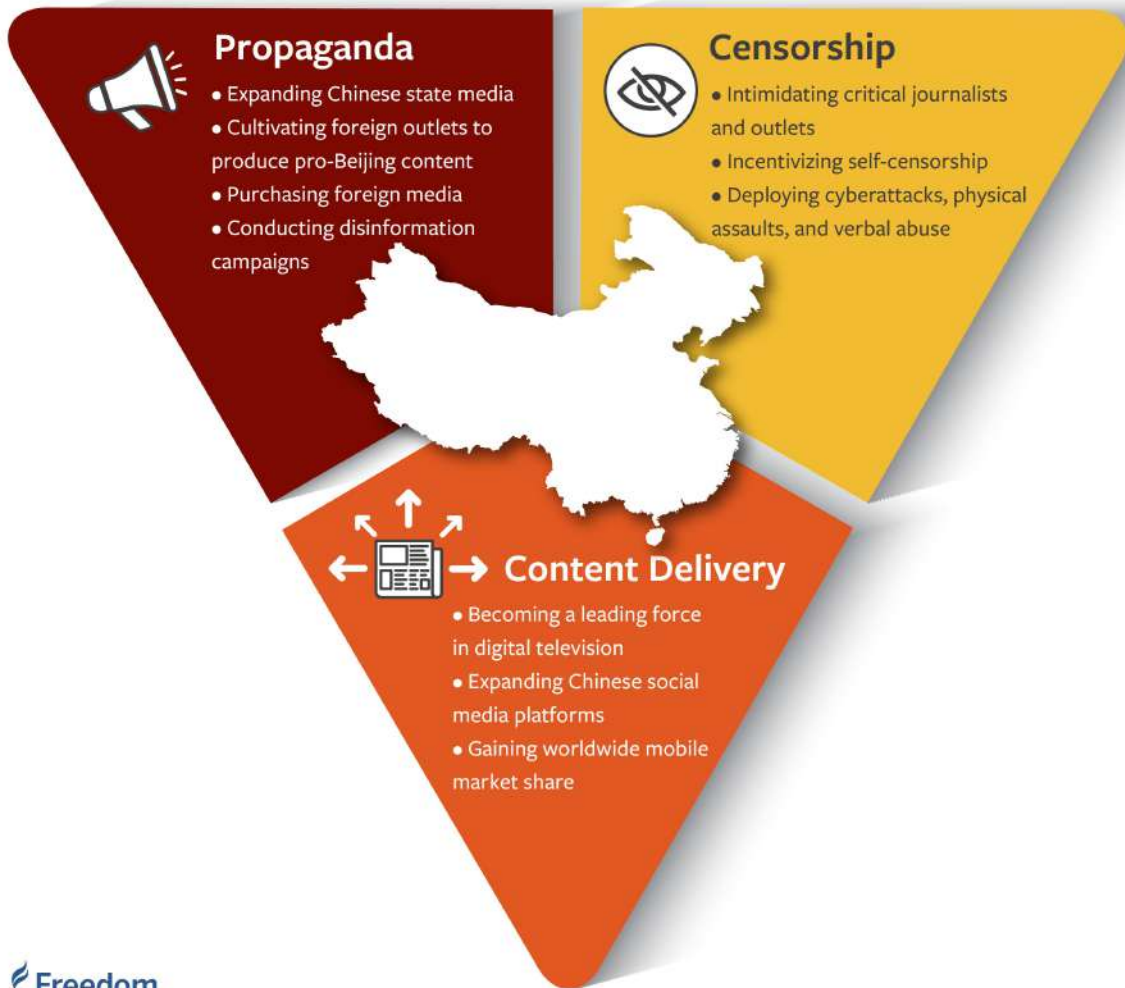 Propaganda
• Expanding Chinese state media
• Cultivating foreign outlets to
produce pro-Beijing content
• Purchasing foreign media
• Conducting disinformation
campaigns
Censorship
• Intimidating critical journalists
and outlets
• Incentivizing self-censorship
• Deploying cyberattacks, physical
assaults, and verbal abuse
Content Delivery
• Becoming a leading force
in digital television
• Expanding Chinese social
media platforms
• Gaining worldwide mobile
market share
Freedom